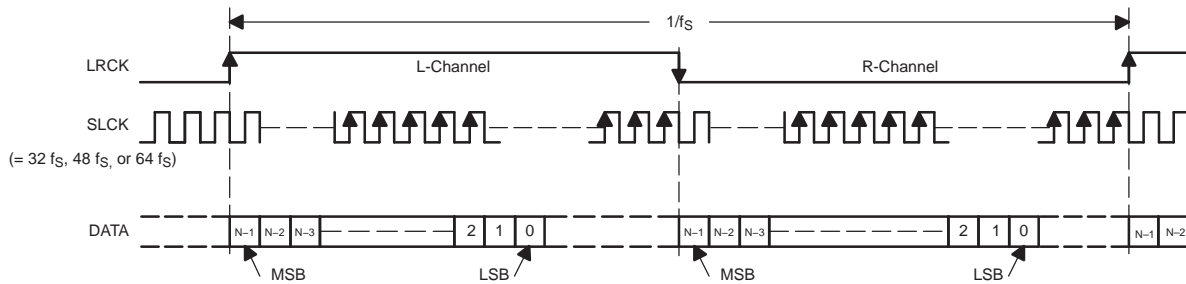 1/fS
LRCK
L-Channel
R-Channel
SLCK
(= 32 fS, 48 fS, or 64 fS)
DATA
N–1 N–2 N–3 2 1 0 N–1 N–2 N–3 2 1 0 N–1 N–2
MSB LSB MSB LSB